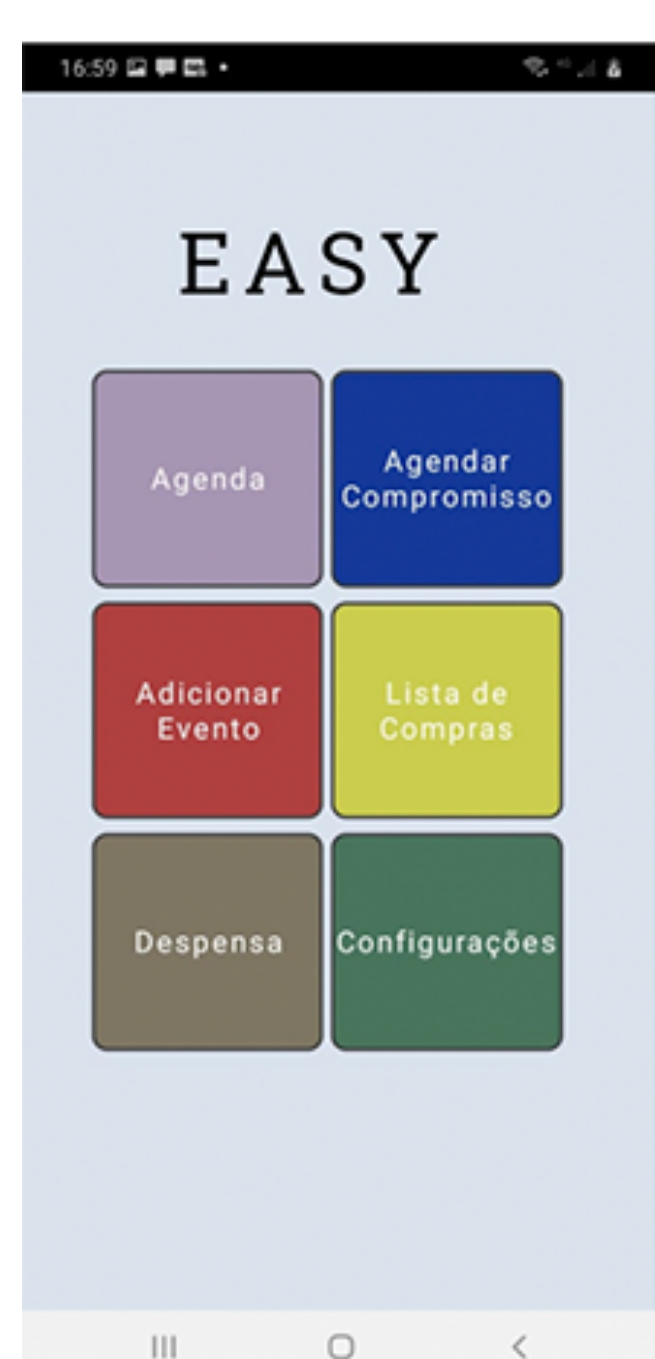 16:59
EASY
Agenda
Agendar
Compromisso
Adicionar
Evento
Lista de
Compras
Despensa
Configurações